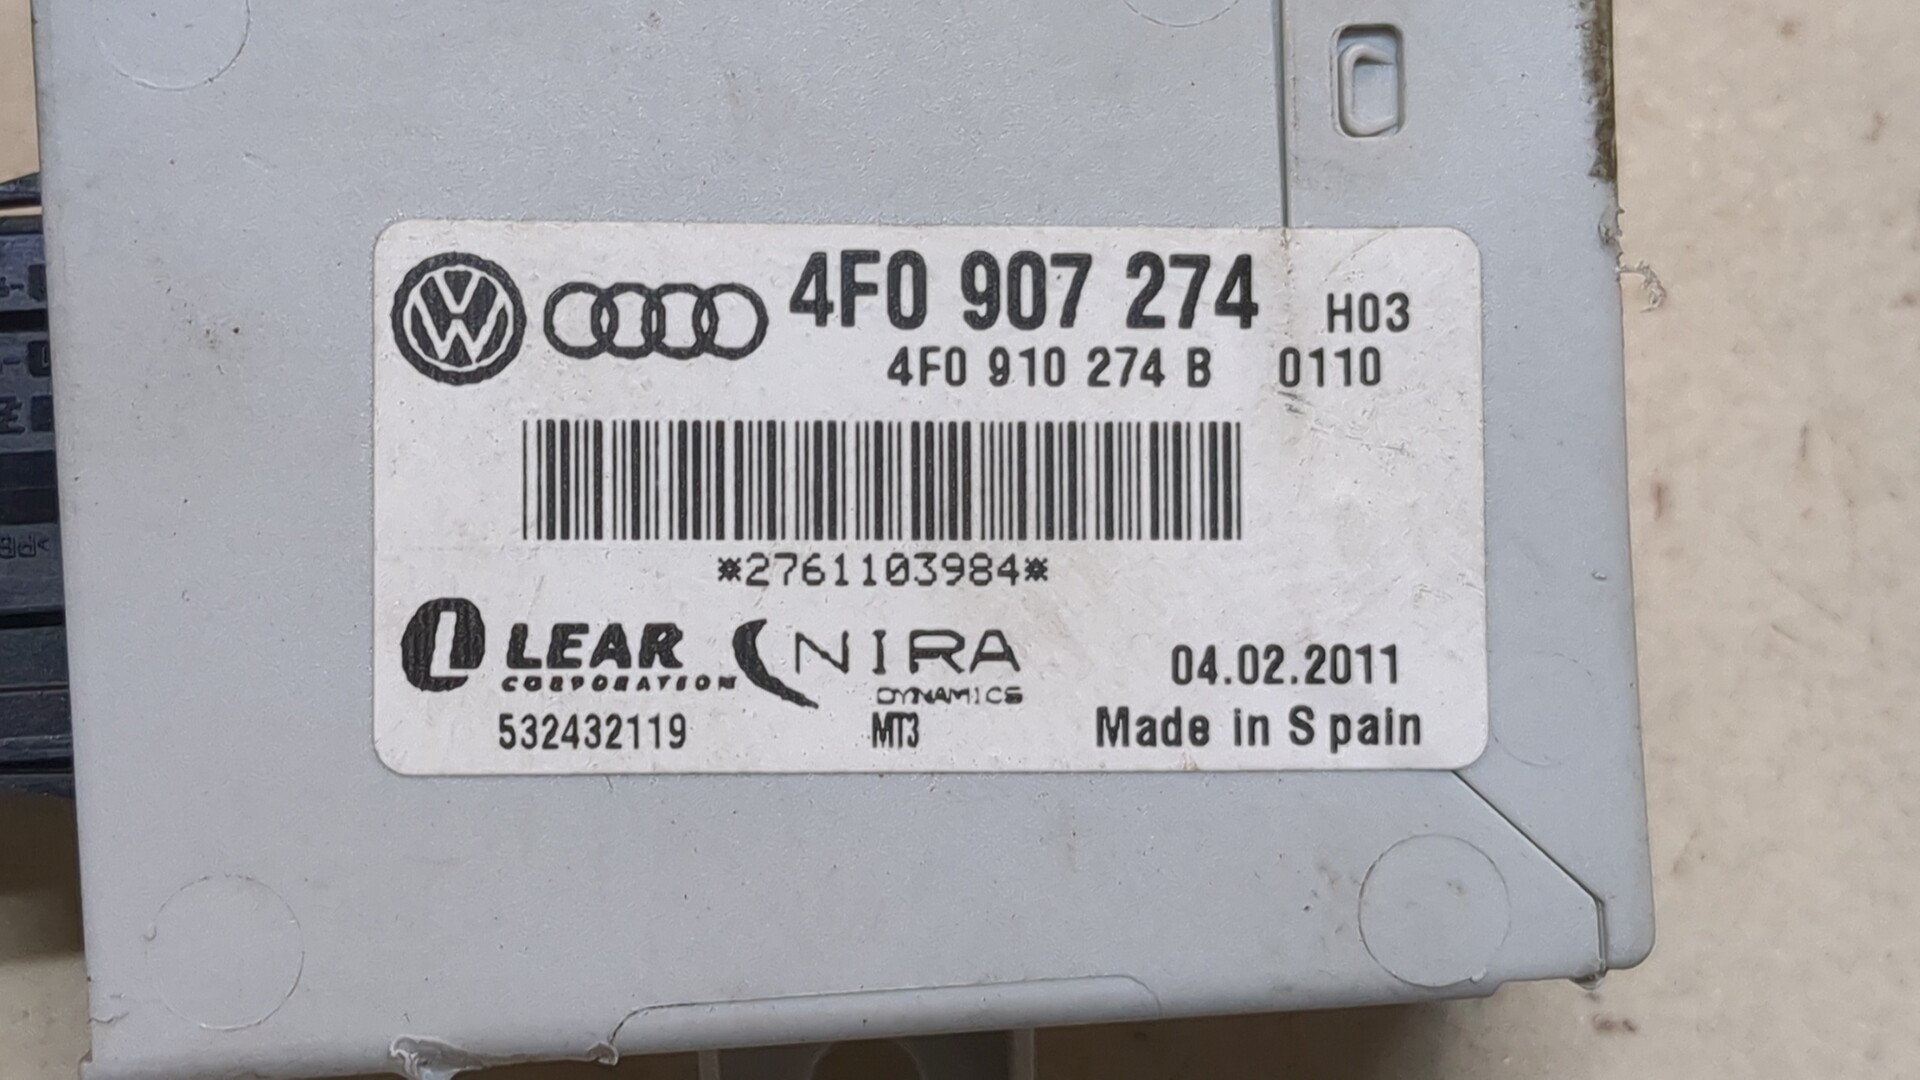 4F0 907 274 H03
4F0 910 274 B 0110
*2761103984*
LEAR
CORPORATION
NIRA
DYNAMICS
04.02.2011
532432119
MT3
Made in Spain